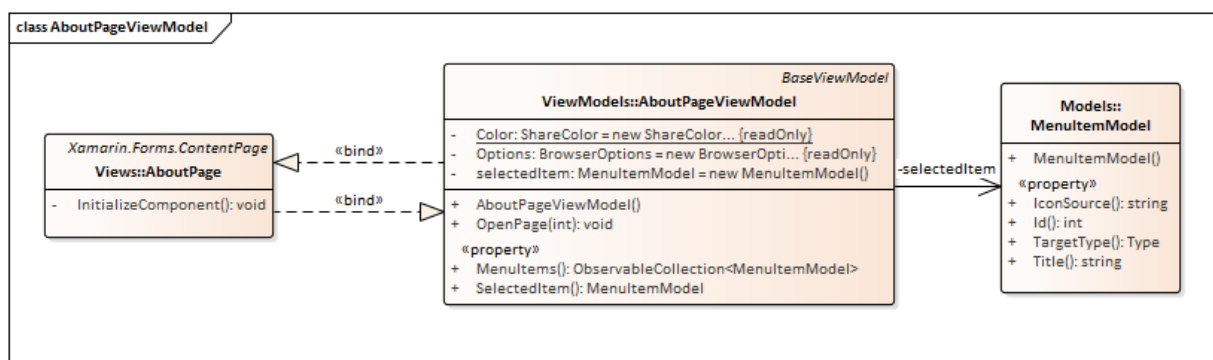 class AboutPageViewModel
Xamarin.Forms.ContentPage
Views::AboutPage
- InitializeComponent(): void
«bind»
«bind»
BaseViewModel
ViewModels::AboutPageViewModel
- Color: ShareColor = new ShareColor... {readOnly}
- Options: BrowserOptions = new BrowserOpti... {readOnly}
- selectedItem: MenuItemModel = new MenuItemModel()
+ AboutPageViewModel()
+ OpenPage(int): void
«property»
+ MenuItems(): ObservableCollection<MenuItemModel>
+ SelectedItem(): MenuItemModel
-selectedItem
Models::
MenuItemModel
+ MenuItemModel()
«property»
+ IconSource(): string
+ Id(): int
+ TargetType(): Type
+ Title(): string